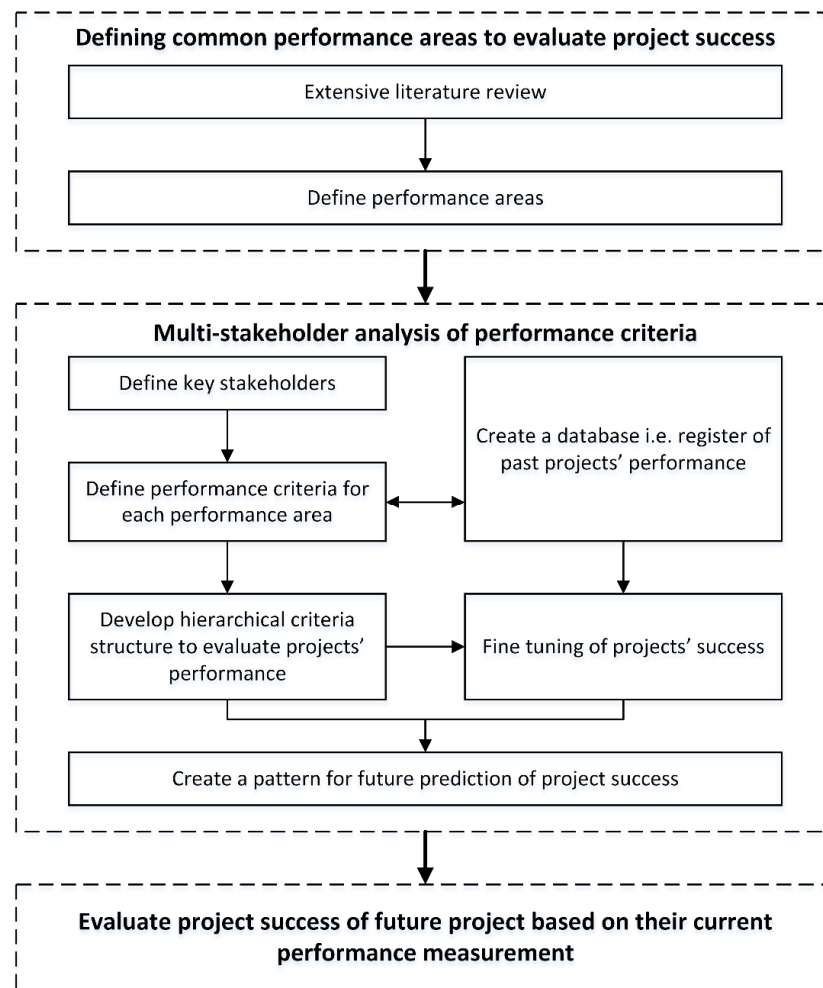 Defining common performance areas to evaluate project success
Extensive literature review
Define performance areas
Multi-stakeholder analysis of performance criteria
Define key stakeholders
Create a database i.e. register of
past projects’ performance
Define performance criteria for
each performance area
Develop hierarchical criteria
structure to evaluate projects’
performance
Fine tuning of projects’ success
Create a pattern for future prediction of project success
Evaluate project success of future project based on their current
performance measurement